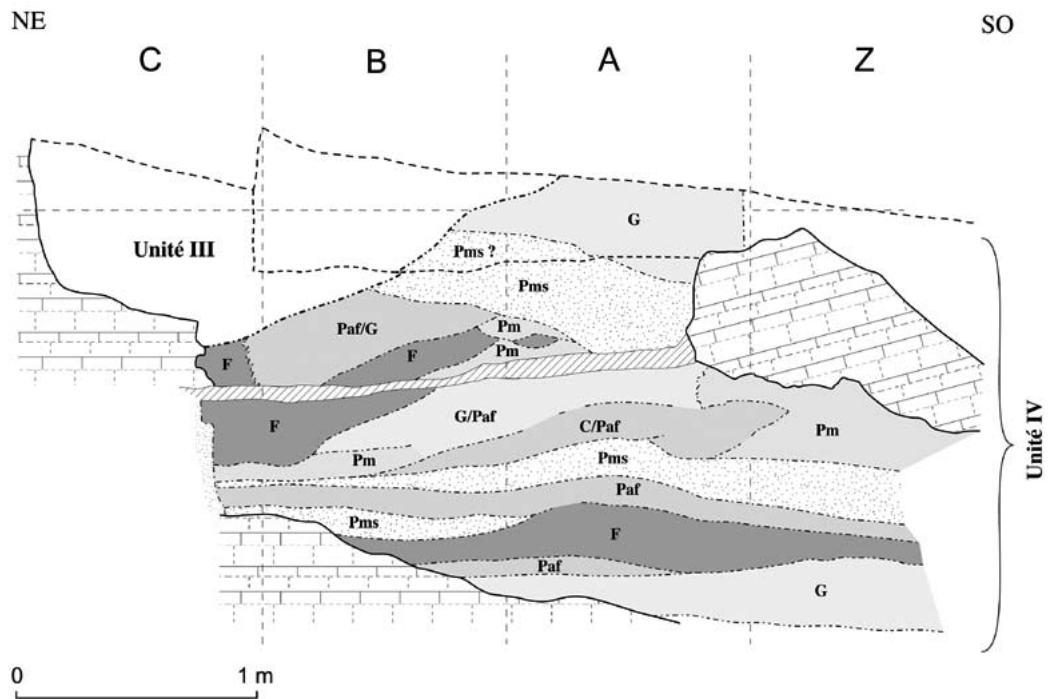 NE
SO
C
B
A
Z
G
Unité III
Pms ?
Pms
Paf/G
Pm
F
F
Pm
G/Paf
C/Paf
F
Pm
Pm
Pms
Paf
Pms
F
Paf
G
Unité IV
0
1 m